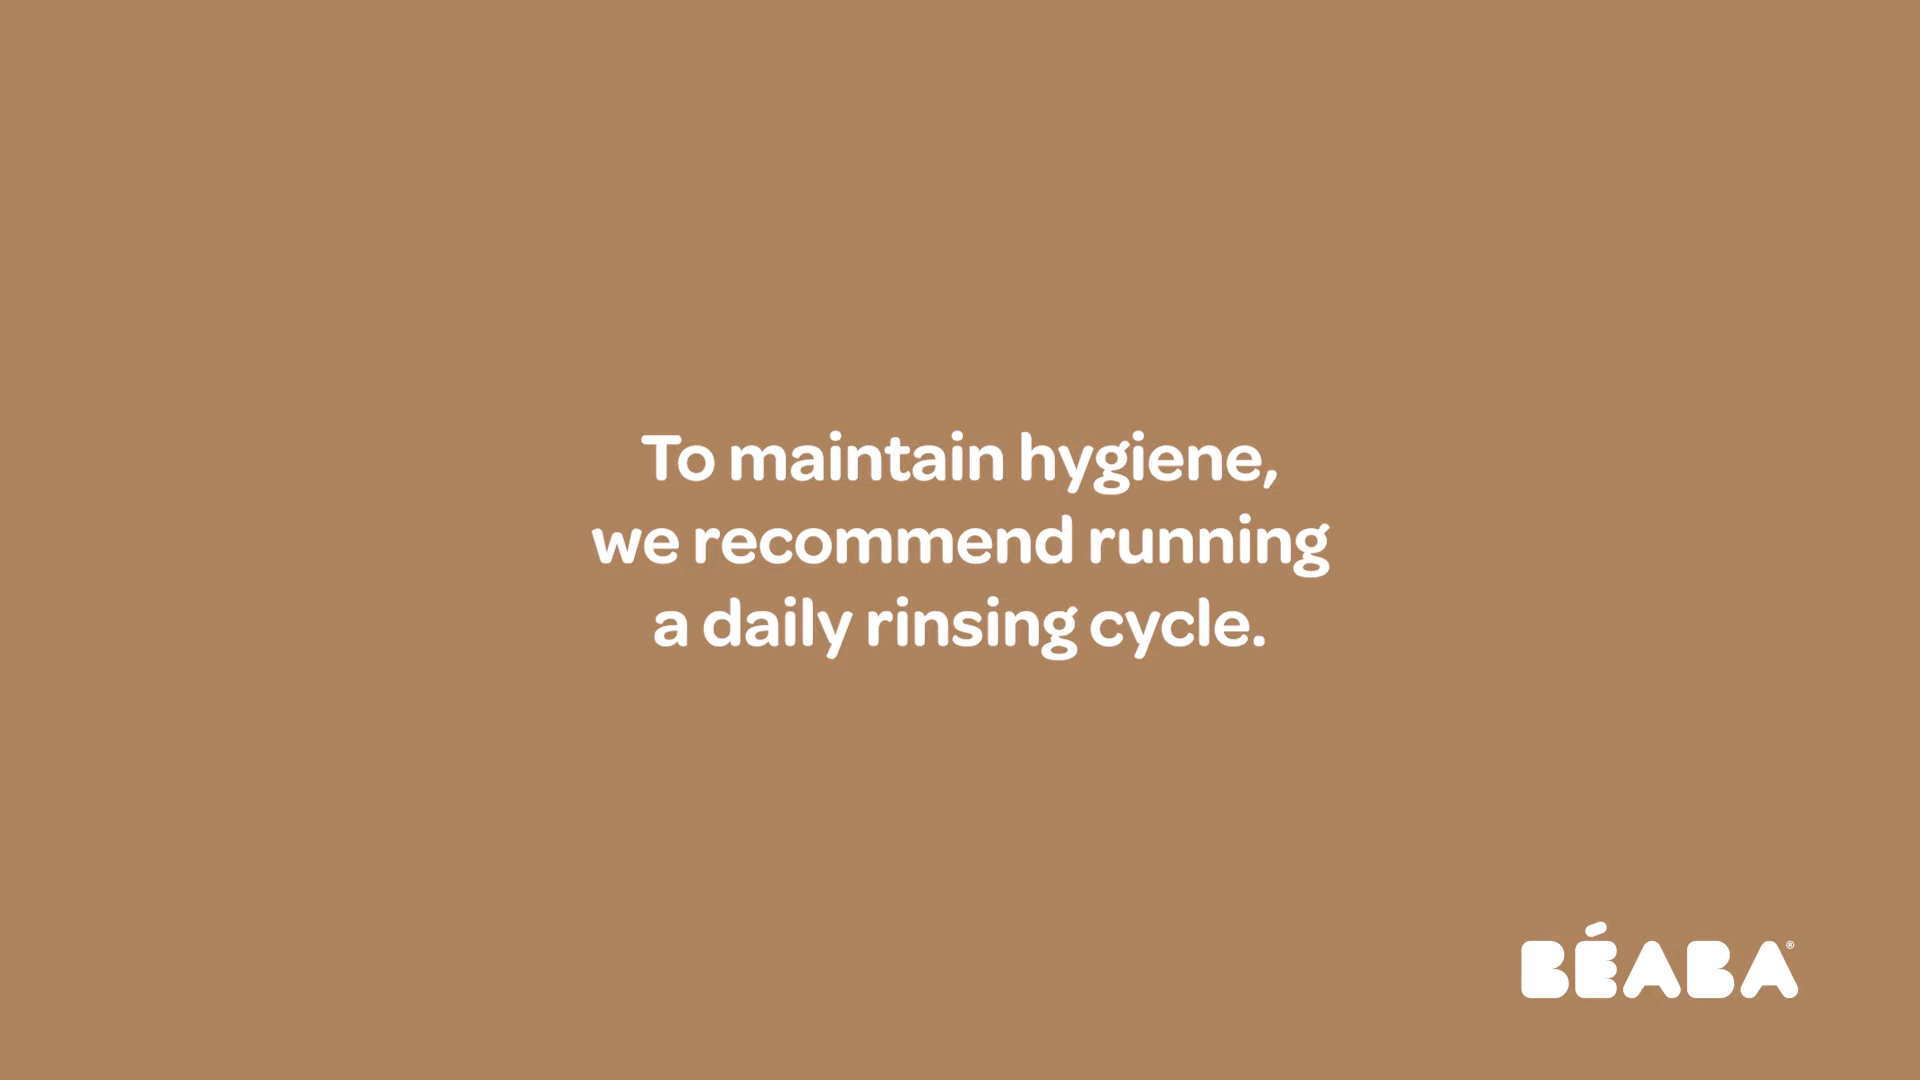 To maintain hygiene,
we recommend running
a daily rinsing cycle.
BÉABA®